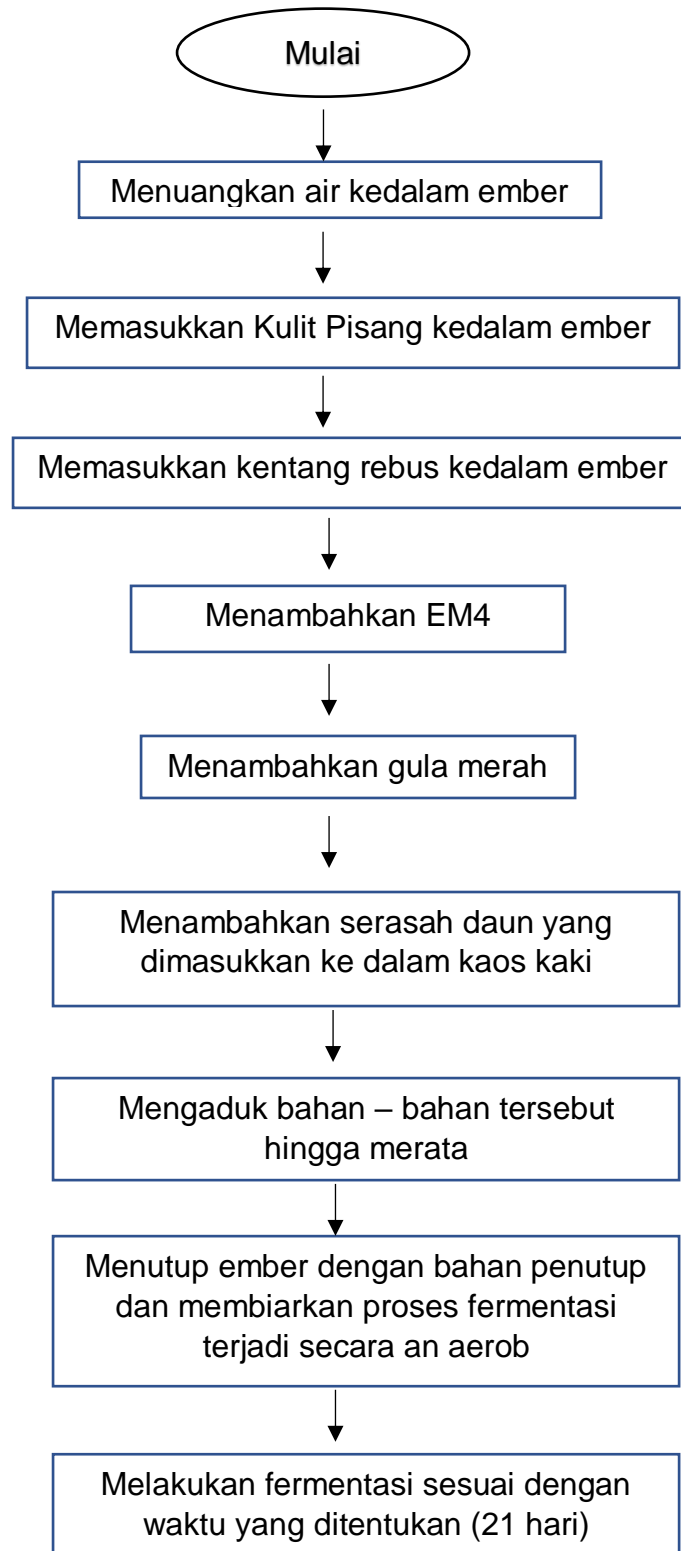 Mulai
Menuangkan air kedalam ember
Memasukkan Kulit Pisang kedalam ember
Memasukkan kentang rebus kedalam ember
Menambahkan EM4
Menambahkan gula merah
Menambahkan serasah daun yang
dimasukkan ke dalam kaos kaki
Mengaduk bahan – bahan tersebut
hingga merata
Menutup ember dengan bahan penutup
dan membiarkan proses fermentasi
terjadi secara an aerob
Melakukan fermentasi sesuai dengan
waktu yang ditentukan (21 hari)